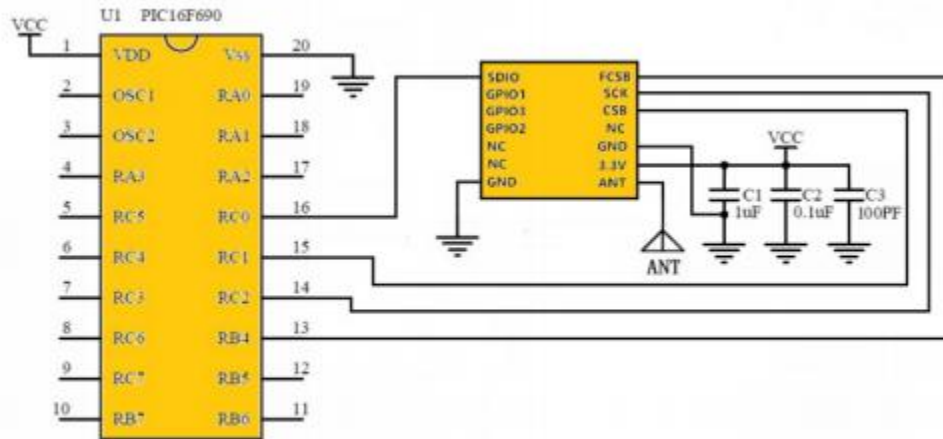 U1 PIC16F690
VCC
1 VDD Vss 20
2 OSC1 RA0 19
3 OSC2 RA1 18
4 RA3 RA2 17
5 RC5 RC0 16
6 RC4 RC1 15
7 RC3 RC2 14
8 RC6 RB4 13
9 RC7 RB5 12
10 RB7 RB6 11
SDIO FCSB
GPIO1 SCK
GPIO3 CSB
GPIO2 NC
NC GND
NC 3.3V
GND ANT
ANT
VCC
C1 C2 C3
1uF 0.1uF 100PF